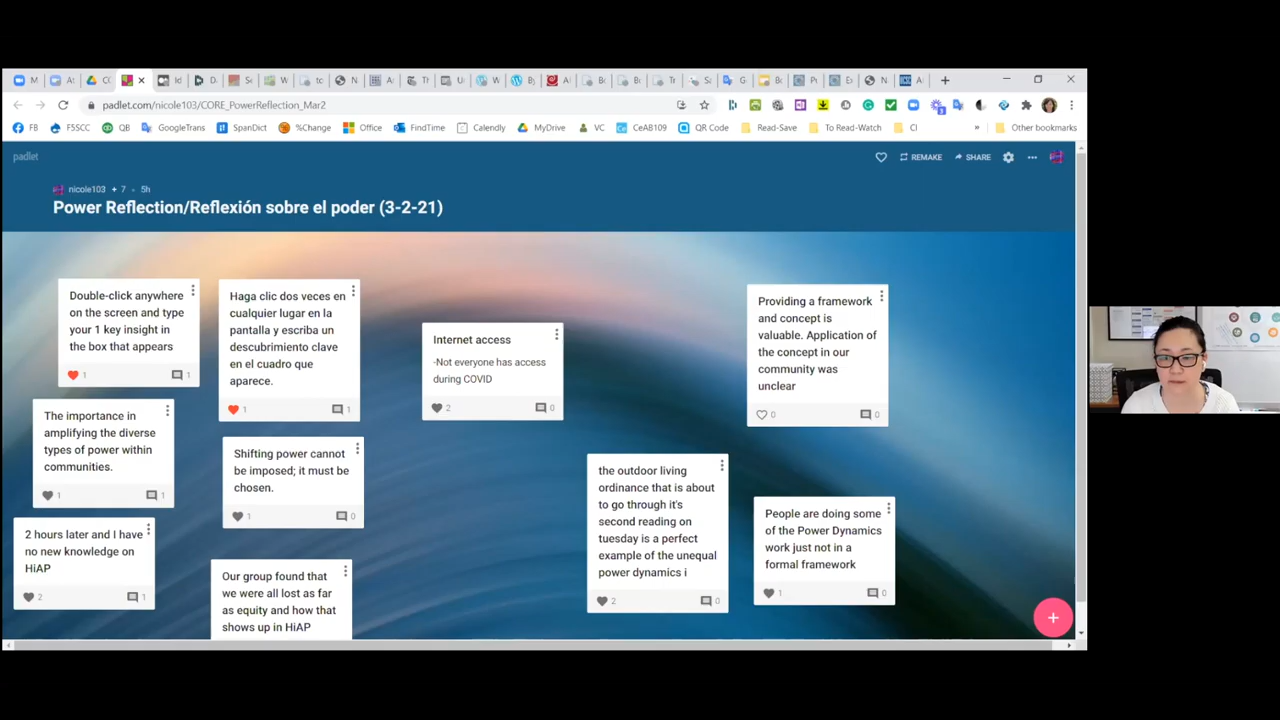 padlet.com/nicole103/CORE_PowerReflection_Mar2
FB
F5SCC
QB
GoogleTrans
SpanDict
%Change
Office
FindTime
Calendly
MyDrive
VC
CeAB109
QR Code
Read-Save
To Read-Watch
Cl
»
Other bookmarks
padlet
REMAKE
SHARE
nicole103 + 7 • 5h
Power Reflection/Reflexión sobre el poder (3-2-21)
Double-click anywhere
on the screen and type
your 1 key insight in
the box that appears
1
1
Haga clic dos veces en
cualquier lugar en la
pantalla y escriba un
descubrimiento clave
en el cuadro que
aparece.
1
1
Internet access
-Not everyone has access
during COVID
2
0
Providing a framework
and concept is
valuable. Application of
the concept in our
community was
unclear
0
0
The importance in
amplifying the diverse
types of power within
communities.
1
1
Shifting power cannot
be imposed; it must be
chosen.
1
0
the outdoor living
ordinance that is about
to go through it's
second reading on
tuesday is a perfect
example of the unequal
power dynamics i
2
0
People are doing some
of the Power Dynamics
work just not in a
formal framework
1
0
2 hours later and I have
no new knowledge on
HiAP
2
1
Our group found that
we were all lost as far
as equity and how that
shows up in HiAP